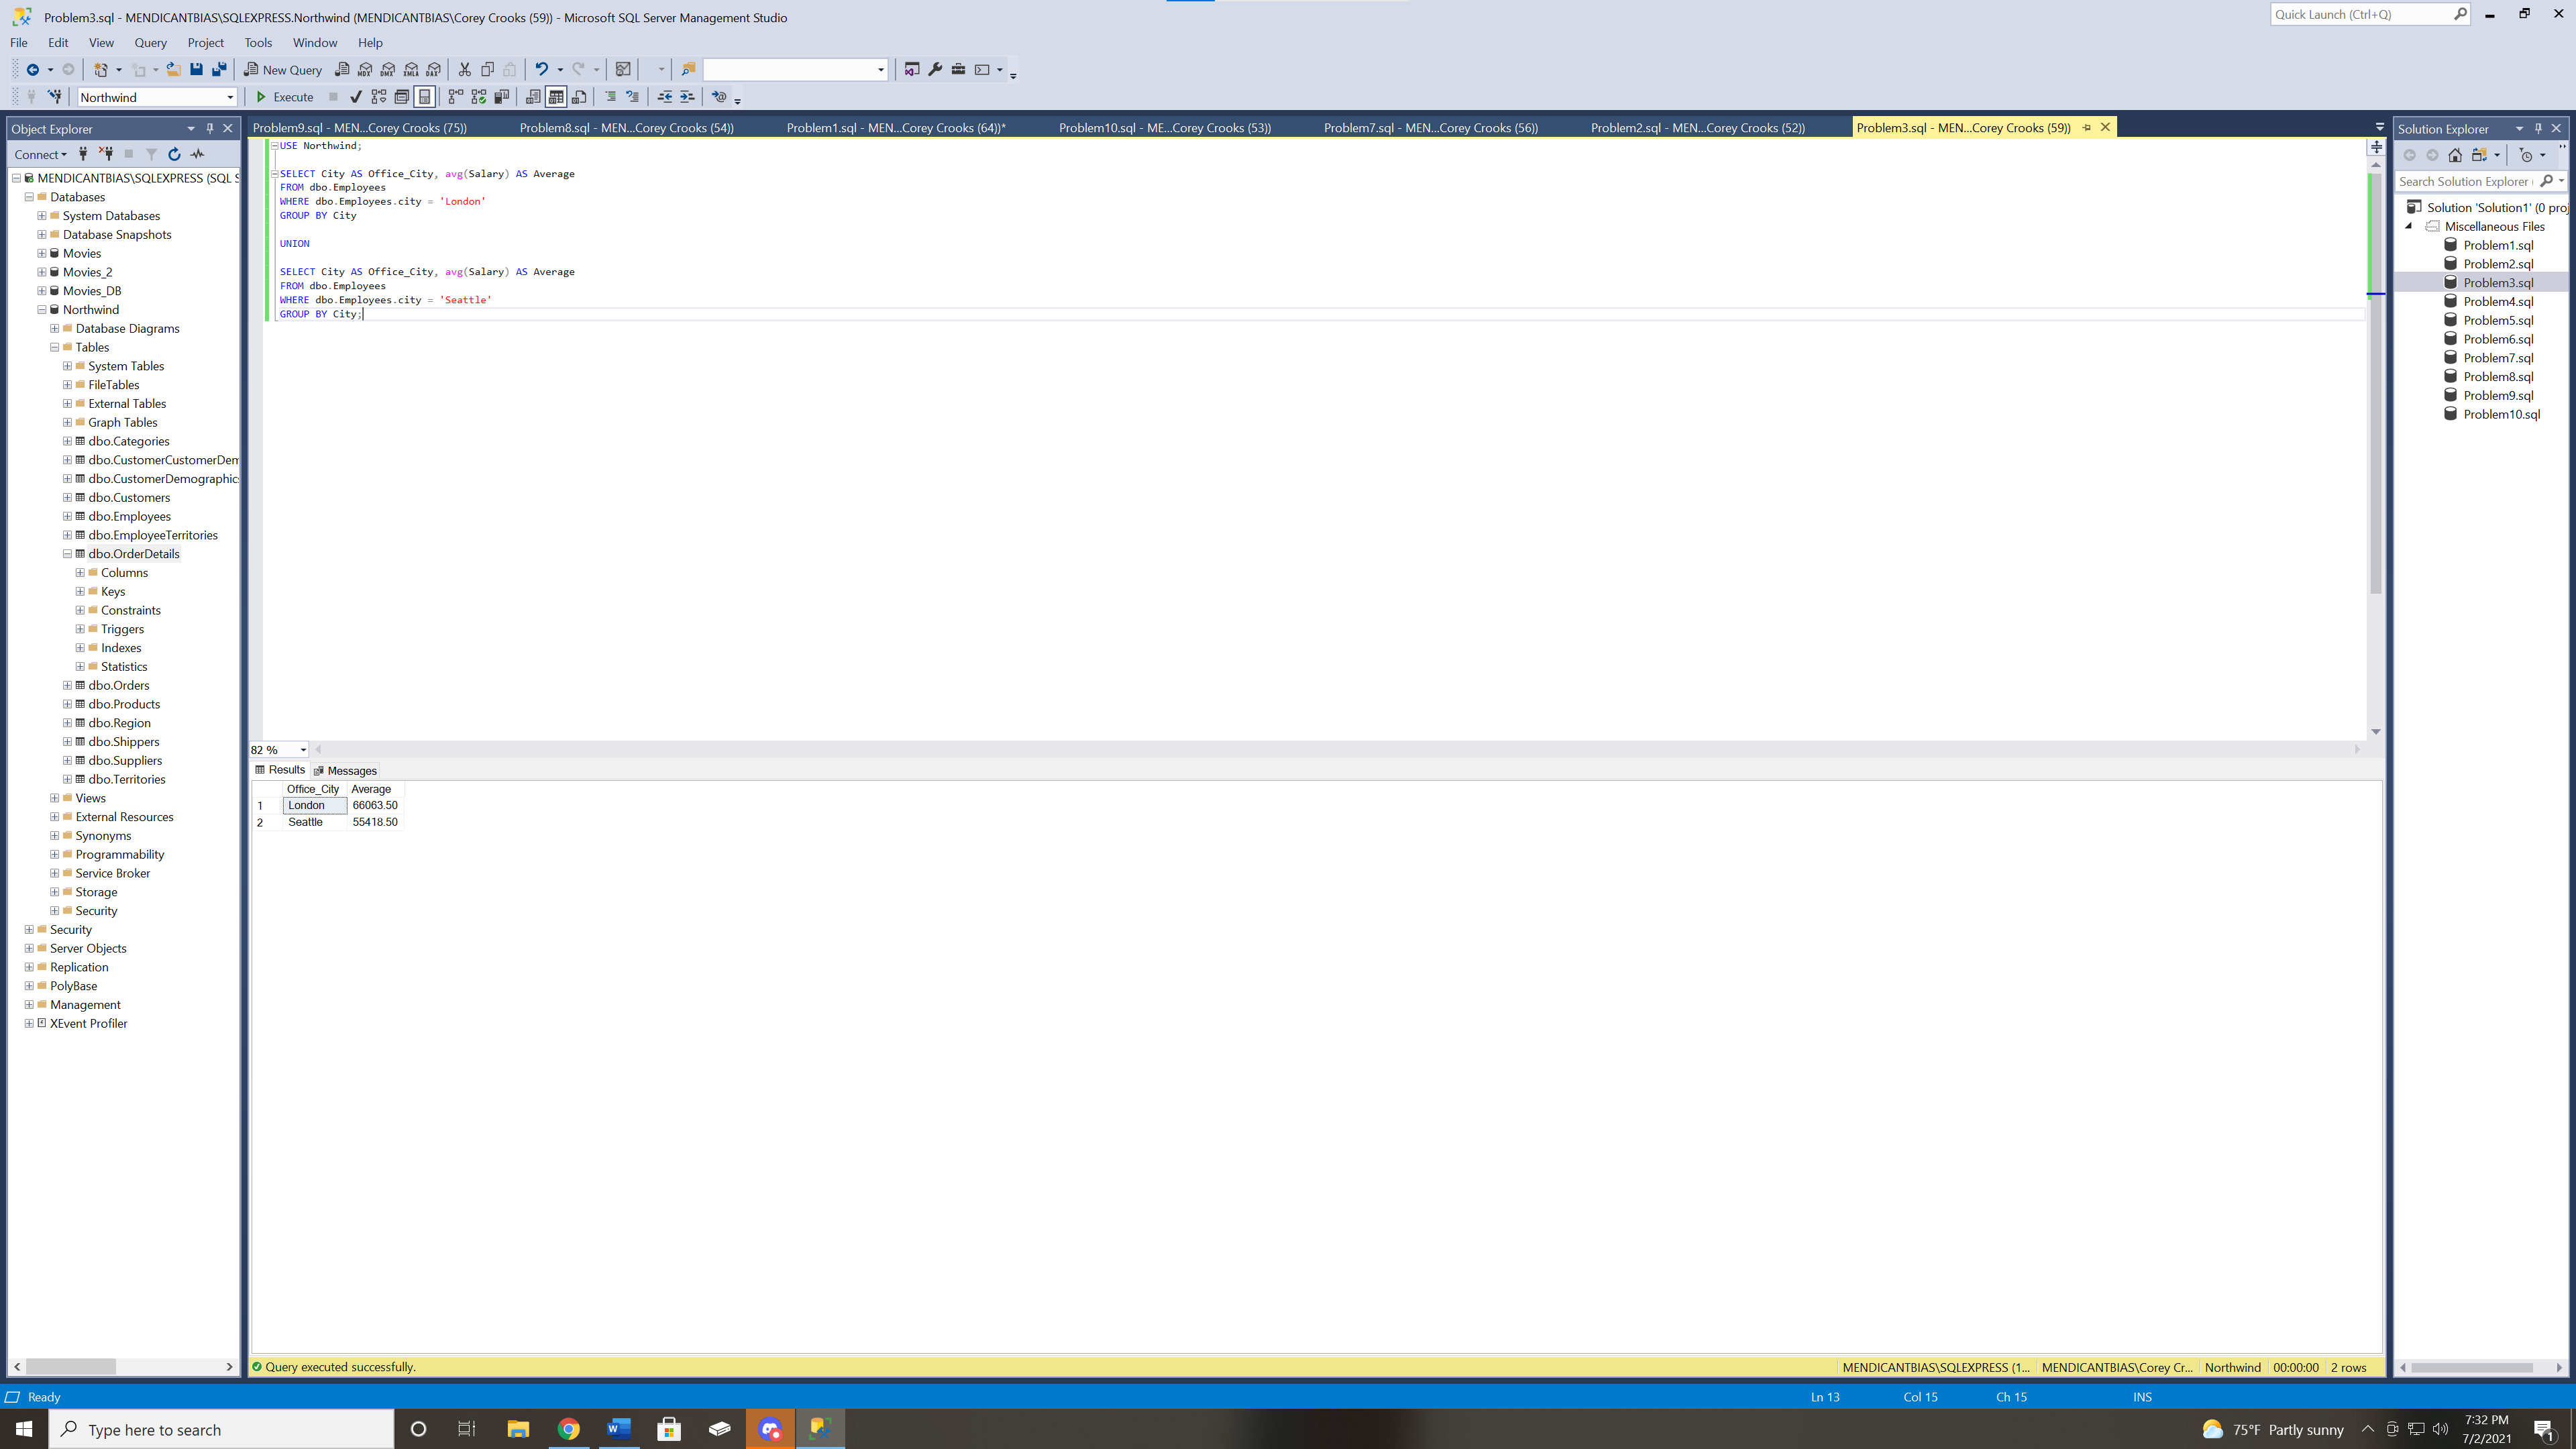 Problem3.sql - MENDICANTBIAS\SQLEXPRESS.Northwind (MENDICANTBIAS\Corey Crooks (59)) - Microsoft SQL Server Management Studio
Quick Launch (Ctrl+Q)
File Edit View Query Project Tools Window Help
New Query MDX DMX XMLA DAX
Northwind Execute
Object Explorer
Connect
MENDICANTBIAS\SQLEXPRESS (SQL S
Databases
System Databases
Database Snapshots
Movies
Movies_2
Movies_DB
Northwind
Database Diagrams
Tables
System Tables
FileTables
External Tables
Graph Tables
dbo.Categories
dbo.CustomerCustomerDem
dbo.CustomerDemographics
dbo.Customers
dbo.Employees
dbo.EmployeeTerritories
dbo.OrderDetails
Columns
Keys
Constraints
Triggers
Indexes
Statistics
dbo.Orders
dbo.Products
dbo.Region
dbo.Shippers
dbo.Suppliers
dbo.Territories
Views
External Resources
Synonyms
Programmability
Service Broker
Storage
Security
Security
Server Objects
Replication
PolyBase
Management
XEvent Profiler
Problem9.sql - MEN...Corey Crooks (75)) Problem8.sql - MEN...Corey Crooks (54)) Problem1.sql - MEN...Corey Crooks (64))* Problem10.sql - ME...Corey Crooks (53)) Problem7.sql - MEN...Corey Crooks (56)) Problem2.sql - MEN...Corey Crooks (52)) Problem3.sql - MEN...Corey Crooks (59))
USE Northwind;
SELECT City AS Office_City, avg(Salary) AS Average
FROM dbo.Employees
WHERE dbo.Employees.city = 'London'
GROUP BY City
UNION
SELECT City AS Office_City, avg(Salary) AS Average
FROM dbo.Employees
WHERE dbo.Employees.city = 'Seattle'
GROUP BY City;
82 %
Results Messages
Office_City Average
1 London 66063.50
2 Seattle 55418.50
Query executed successfully. MENDICANTBIAS\SQLEXPRESS (1... MENDICANTBIAS\Corey Cr... Northwind 00:00:00 2 rows
Solution Explorer
Search Solution Explorer (
Solution 'Solution1' (0 proj
Miscellaneous Files
Problem1.sql
Problem2.sql
Problem3.sql
Problem4.sql
Problem5.sql
Problem6.sql
Problem7.sql
Problem8.sql
Problem9.sql
Problem10.sql
Ready Ln 13 Col 15 Ch 15 INS
Type here to search
75°F Partly sunny
7:32 PM
7/2/2021
1